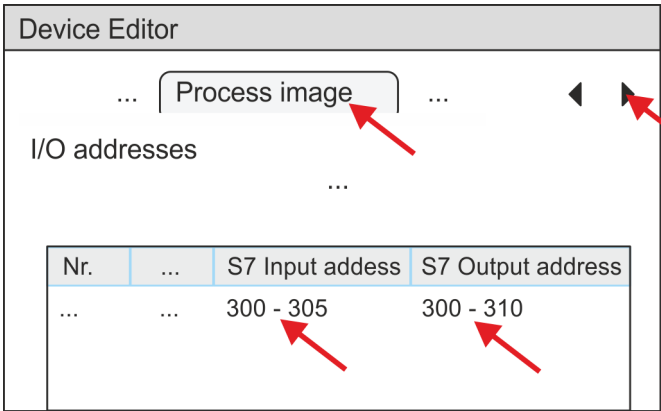 Device Editor
... Process image ...
I/O addresses
...
Nr. ... S7 Input addess S7 Output address
... ... 300 - 305 300 - 310